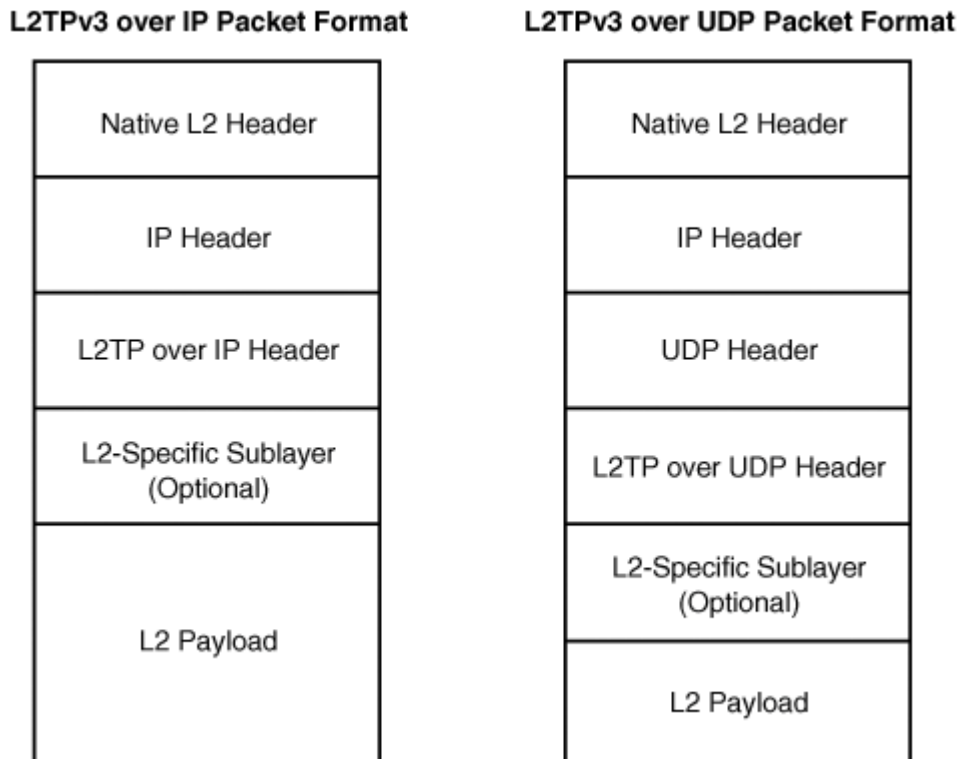 L2TPv3 over IP Packet Format
Native L2 Header
IP Header
L2TP over IP Header
L2-Specific Sublayer
(Optional)
L2 Payload
L2TPv3 over UDP Packet Format
Native L2 Header
IP Header
UDP Header
L2TP over UDP Header
L2-Specific Sublayer
(Optional)
L2 Payload